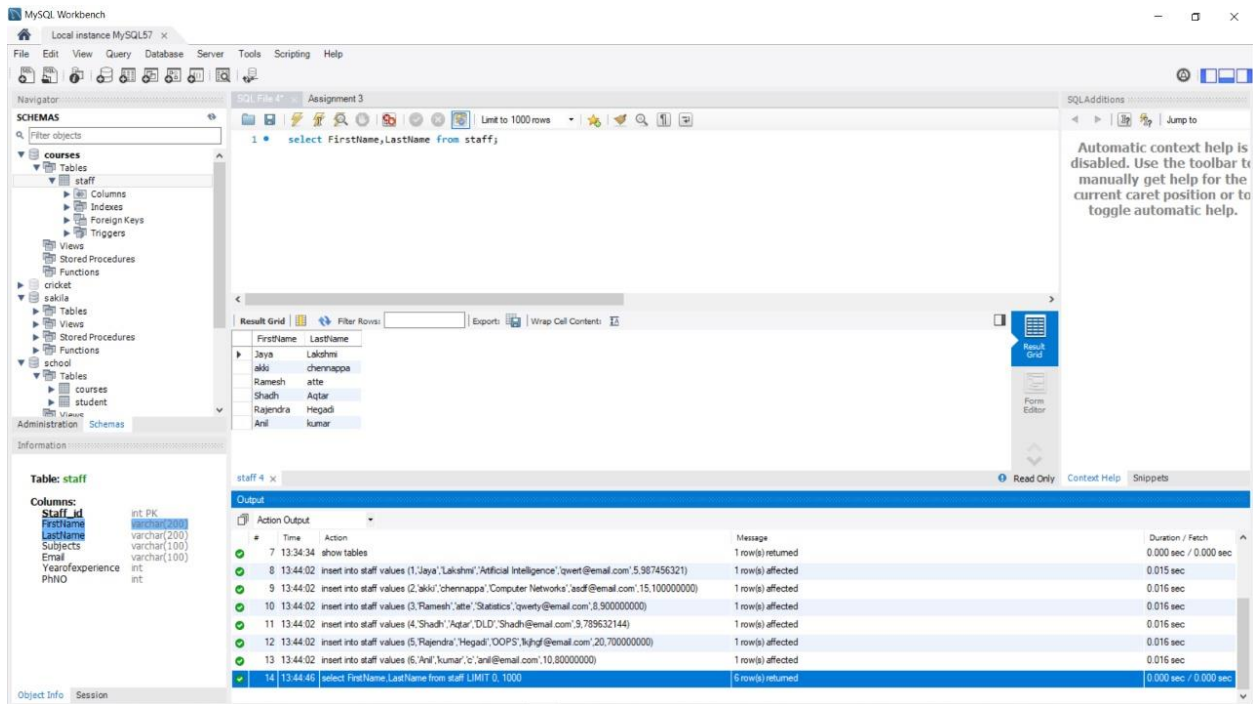 MySQL Workbench
Local instance MySQL57
File Edit View Query Database Server Tools Scripting Help
Navigator
SCHEMAS
Filter objects
courses
Tables
staff
Columns
Indexes
Foreign Keys
Triggers
Views
Stored Procedures
Functions
cricket
sakila
Tables
Views
Stored Procedures
Functions
school
Tables
courses
student
Views
Administration Schemas
Information
Table: staff
Columns:
Staff_id int PK
FirstName varchar(200)
LastName varchar(200)
Subjects varchar(100)
Email varchar(100)
Yearofexperience int
PhNO int
Object Info Session
SQL File 4* Assignment 3
Limit to 1000 rows
1 select FirstName,LastName from staff;
Result Grid Filter Rows: Export: Wrap Cell Content:
FirstName LastName
Jaya Lakshmi
akki chennappa
Ramesh atte
Shadh Aqtar
Rajendra Hegadi
Anil kumar
Result Grid
Form Editor
staff 4 Read Only
SQLAdditions
Jump to
Automatic context help is
disabled. Use the toolbar to
manually get help for the
current caret position or to
toggle automatic help.
Context Help Snippets
Output
Action Output
# Time Action Message Duration / Fetch
7 13:34:34 show tables 1 row(s) returned 0.000 sec / 0.000 sec
8 13:44:02 insert into staff values (1,'Jaya','Lakshmi','Artificial Intelligence','qwert@email.com',5,987456321) 1 row(s) affected 0.015 sec
9 13:44:02 insert into staff values (2,'akki','chennappa','Computer Networks','asdf@email.com',15,100000000) 1 row(s) affected 0.016 sec
10 13:44:02 insert into staff values (3,'Ramesh','atte','Statistics','qwerty@email.com',8,900000000) 1 row(s) affected 0.016 sec
11 13:44:02 insert into staff values (4,'Shadh','Aqtar','DLD','Shadh@email.com',9,789632144) 1 row(s) affected 0.016 sec
12 13:44:02 insert into staff values (5,'Rajendra','Hegadi','OOPS','lkjhgf@email.com',20,700000000) 1 row(s) affected 0.016 sec
13 13:44:02 insert into staff values (6,'Anil','kumar','c','anil@email.com',10,80000000) 1 row(s) affected 0.016 sec
14 13:44:46 select FirstName,LastName from staff LIMIT 0, 1000 6 row(s) returned 0.000 sec / 0.000 sec